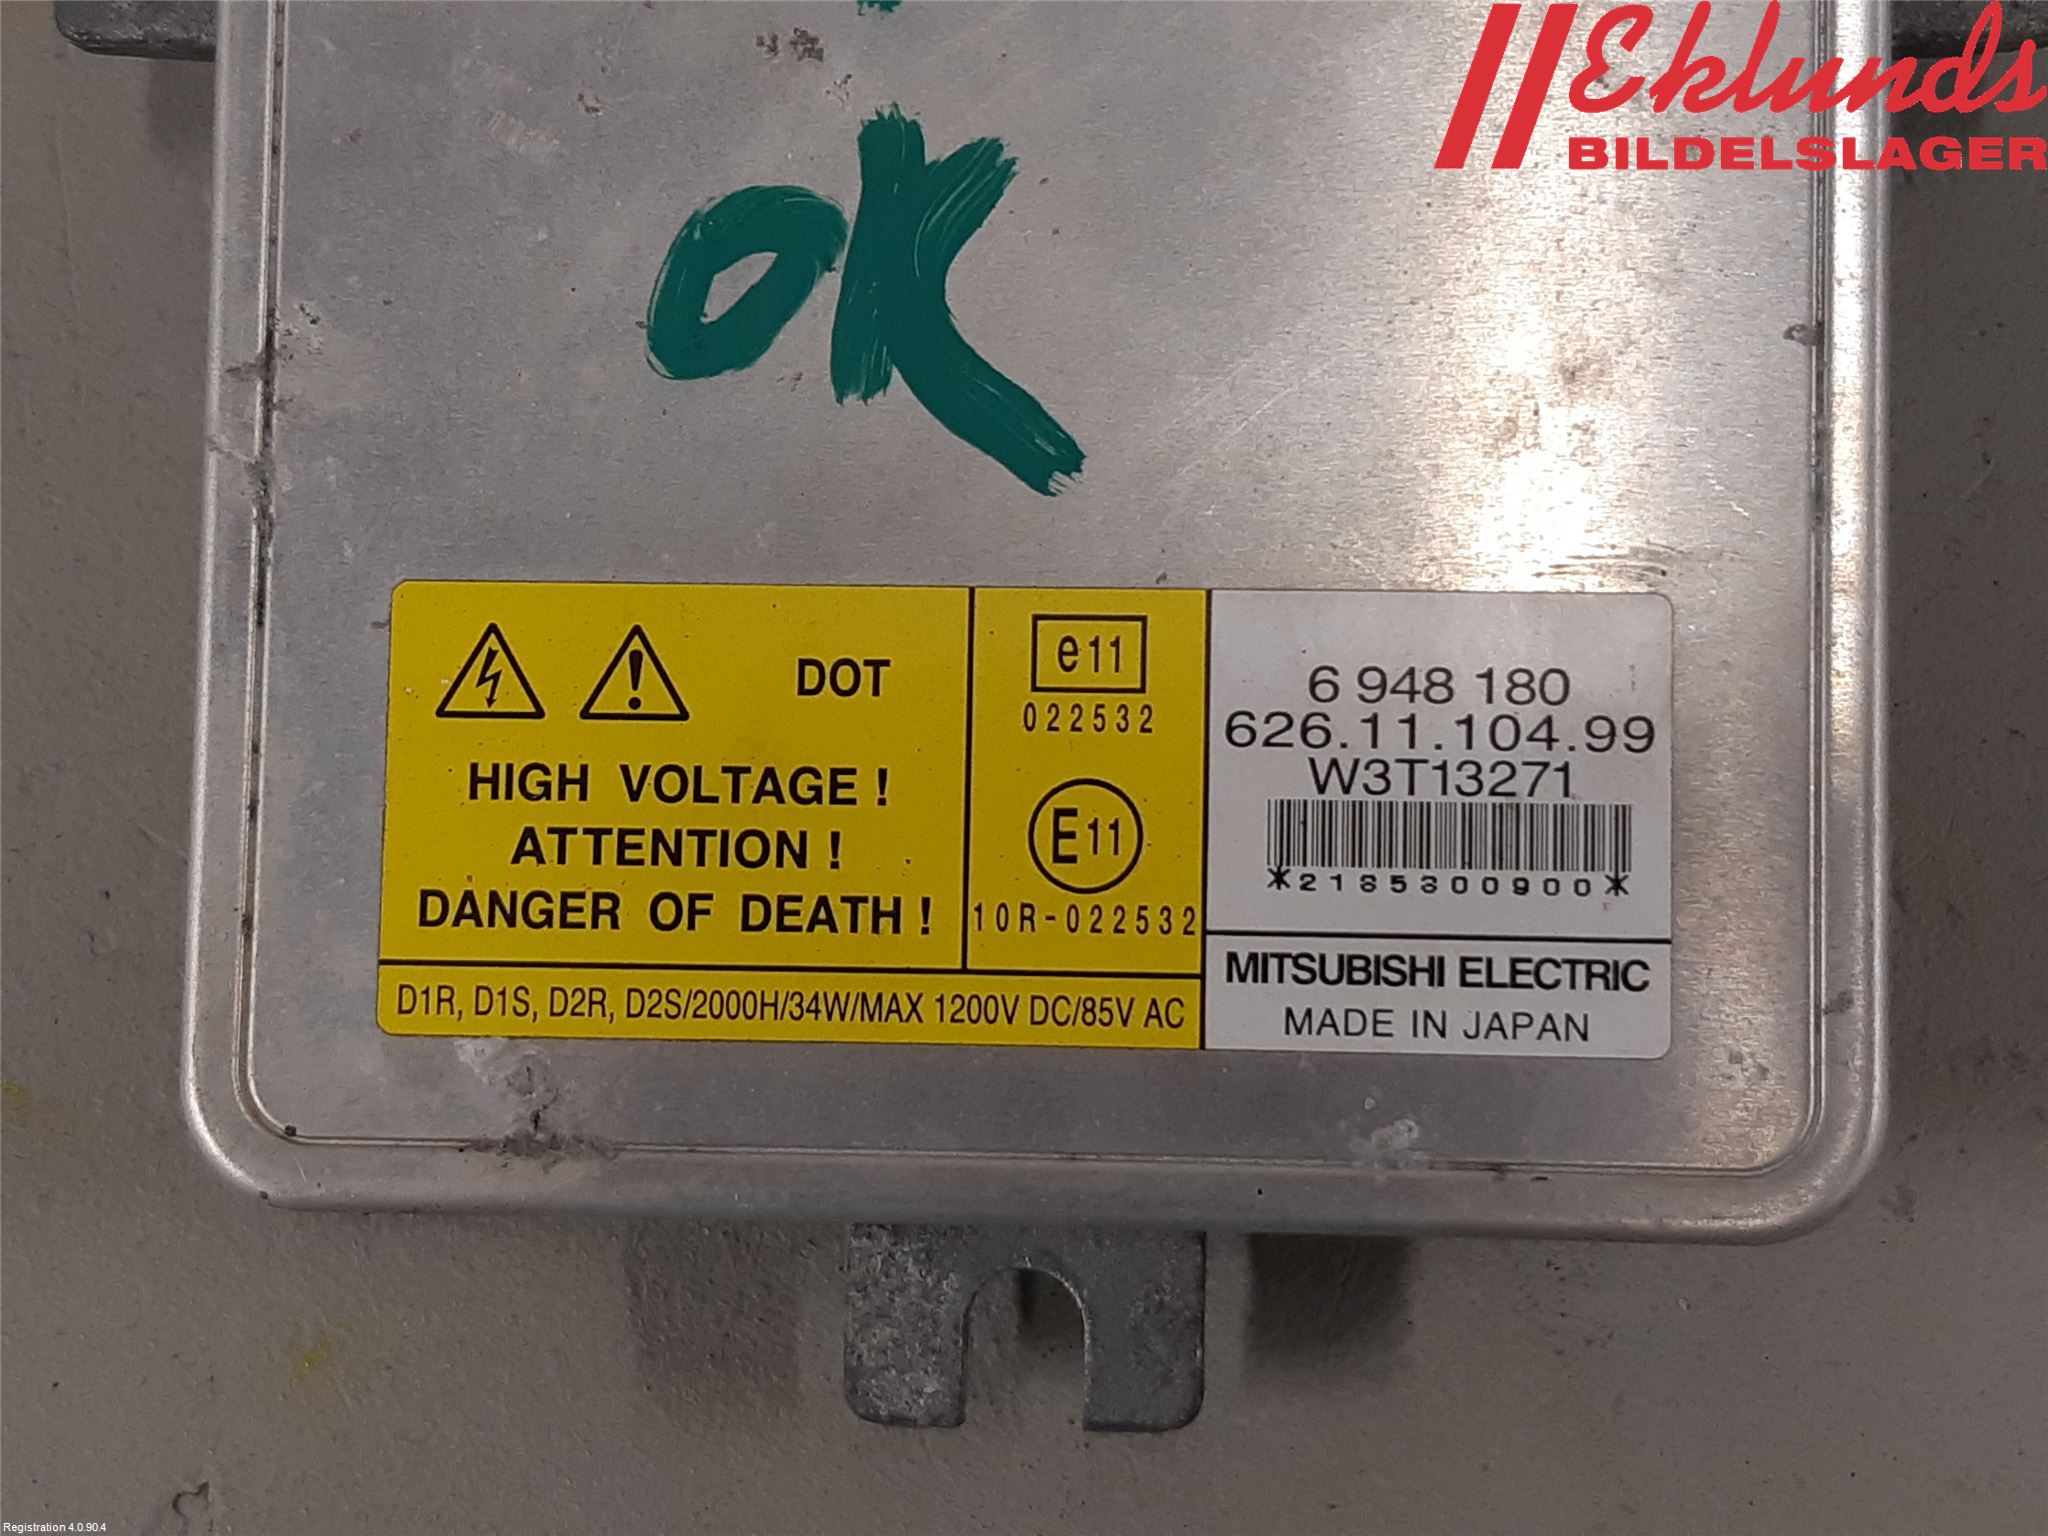 Eklunds
BILDELSLAGER
OK
DOT
HIGH VOLTAGE !
ATTENTION !
DANGER OF DEATH !
e11
022532
E11
10R-022532
D1R, D1S, D2R, D2S/2000H/34W/MAX 1200V DC/85V AC
6 948 180
626.11.104.99
W3T13271
*2185300900*
MITSUBISHI ELECTRIC
MADE IN JAPAN
Registration 4.0.90.4